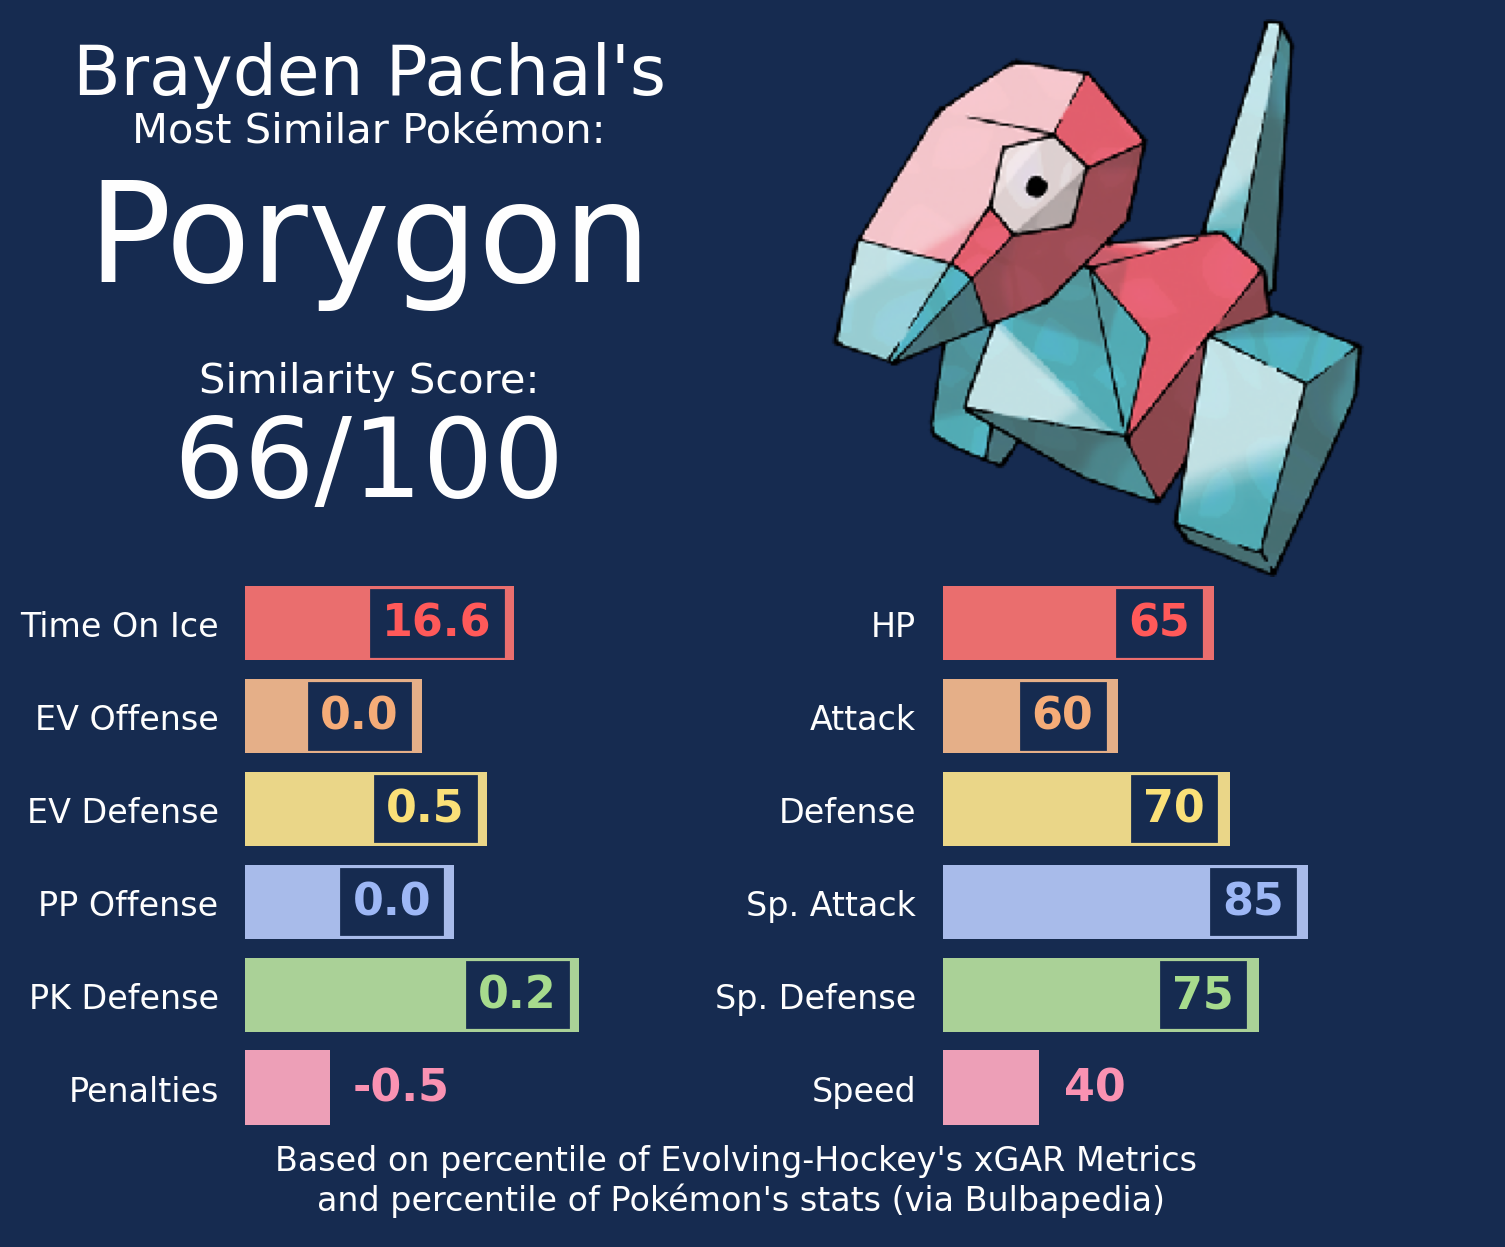 Brayden Pachal's
Most Similar Pokémon:
Porygon
Similarity Score:
66/100
Time On Ice 16.6
EV Offense 0.0
EV Defense 0.5
PP Offense 0.0
PK Defense 0.2
Penalties -0.5
HP 65
Attack 60
Defense 70
Sp. Attack 85
Sp. Defense 75
Speed 40
Based on percentile of Evolving-Hockey's xGAR Metrics
and percentile of Pokémon's stats (via Bulbapedia)